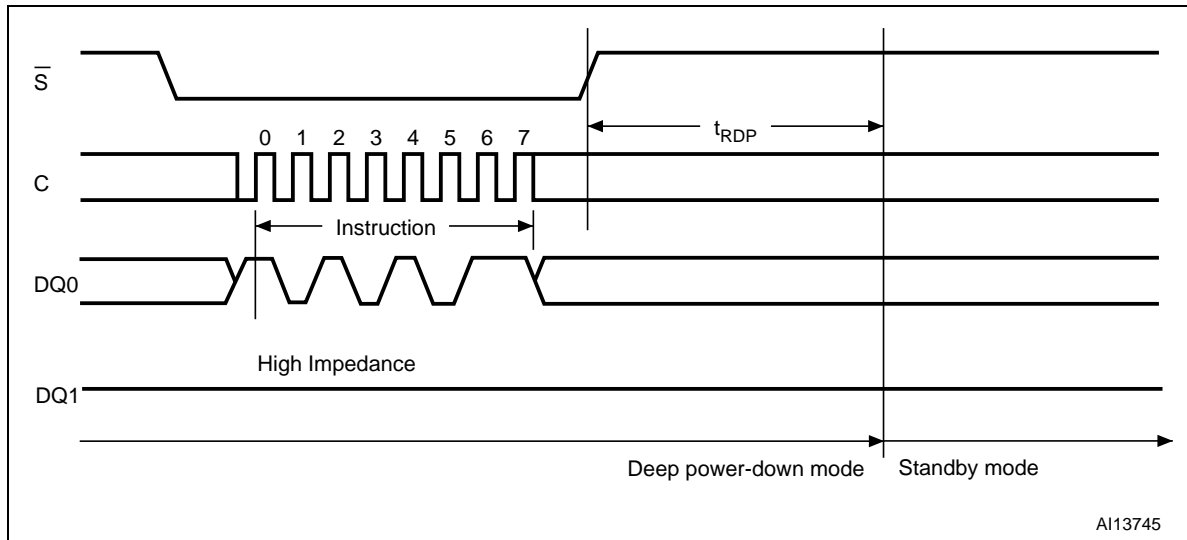 S̅
0 1 2 3 4 5 6 7
tRDP
C
Instruction
DQ0
High Impedance
DQ1
Deep power-down mode Standby mode
AI13745